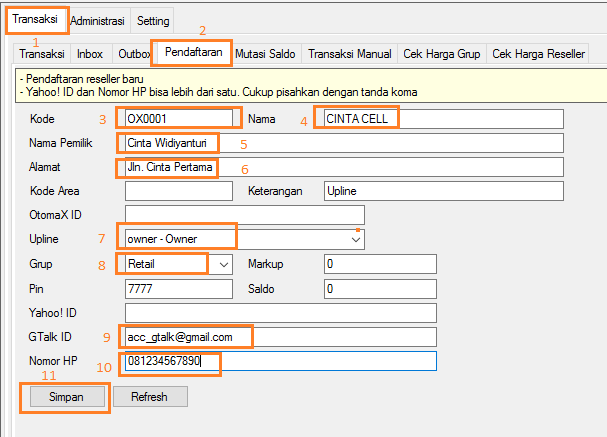 Transaksi Administrasi Setting
1 2
Transaksi Inbox Outbox Pendaftaran Mutasi Saldo Transaksi Manual Cek Harga Grup Cek Harga Reseller
- Pendaftaran reseller baru
- Yahoo! ID dan Nomor HP bisa lebih dari satu. Cukup pisahkan dengan tanda koma
Kode 3 OX0001 Nama 4 CINTA CELL
Nama Pemilik Cinta Widiyanturi 5
Alamat Jln. Cinta Pertama 6
Kode Area Keterangan Upline
OtomaX ID
Upline 7 owner - Owner
Grup 8 Retail Markup 0
Pin 7777 Saldo 0
Yahoo! ID
GTalk ID 9 acc_gtalk@gmail.com
Nomor HP 10 081234567890
11
Simpan Refresh